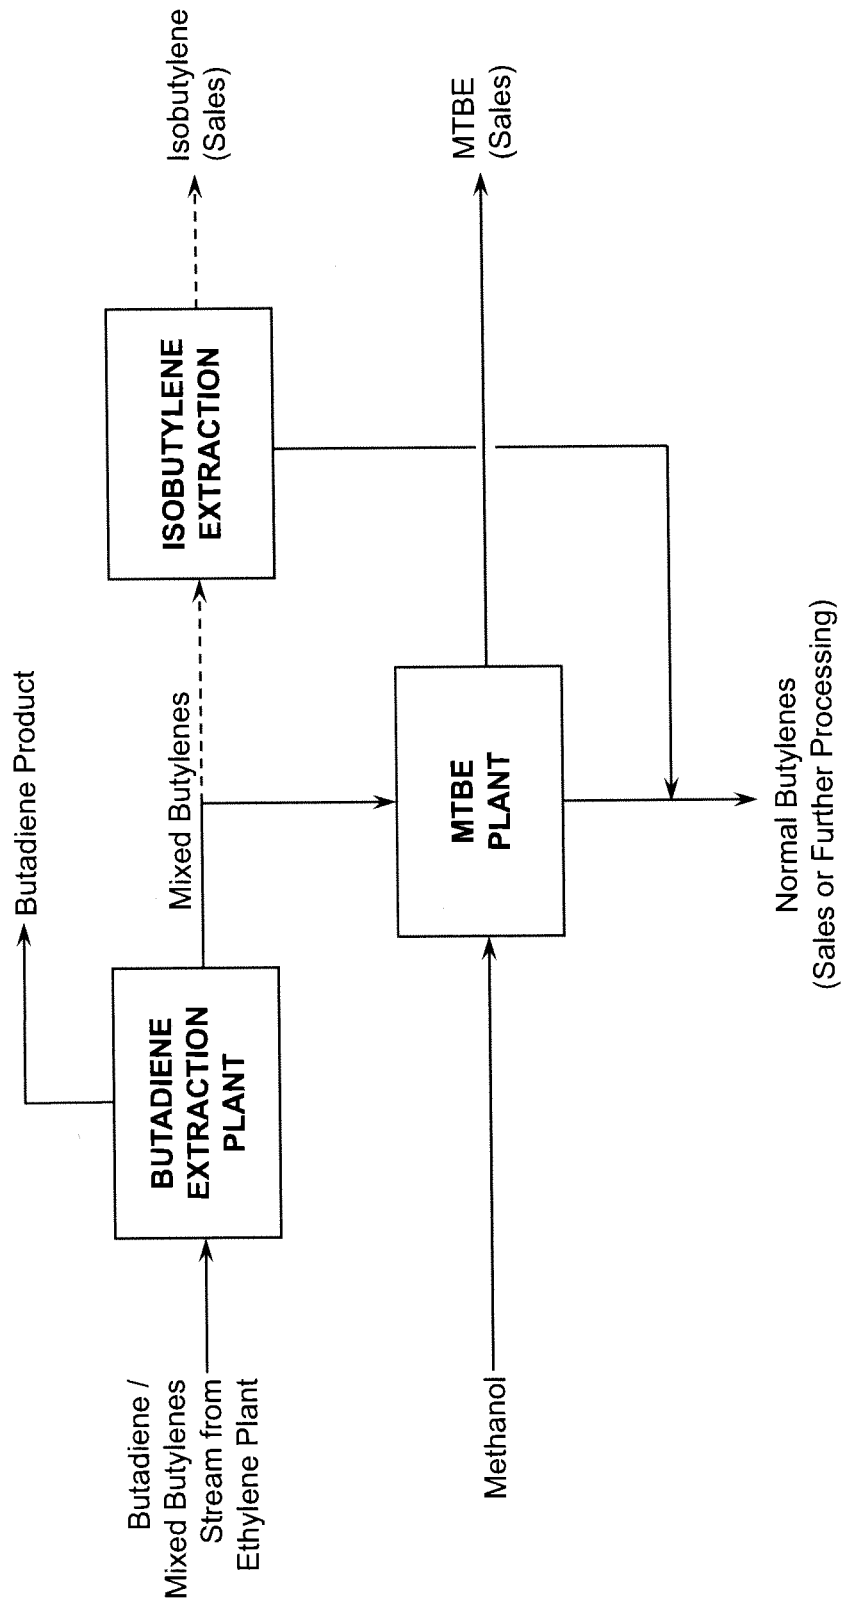 Butadiene /
Mixed Butylenes
Stream from
Ethylene Plant
BUTADIENE
EXTRACTION
PLANT
Butadiene Product
Mixed Butylenes
ISOBUTYLENE
EXTRACTION
Isobutylene
(Sales)
Methanol
MTBE
PLANT
MTBE
(Sales)
Normal Butylenes
(Sales or Further Processing)